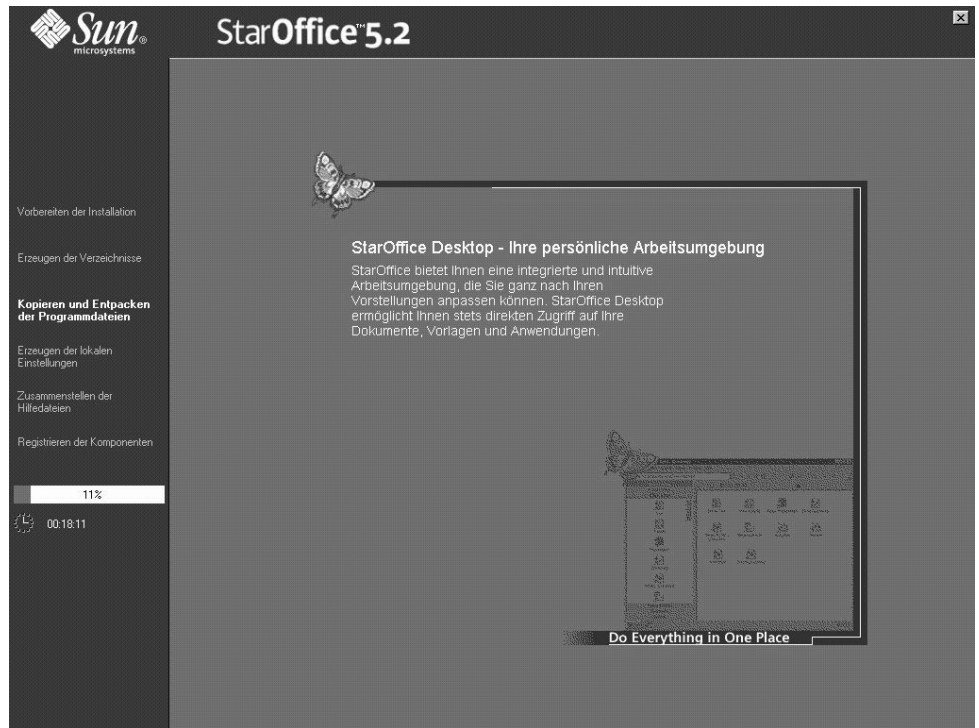 Sun®
microsystems
StarOffice™ 5.2
Vorbereiten der Installation
Erzeugen der Verzeichnisse
Kopieren und Entpacken
der Programmdateien
Erzeugen der lokalen
Einstellungen
Zusammenstellen der
Hilfedateien
Registrieren der Komponenten
11%
00:18:11
StarOffice Desktop - Ihre persönliche Arbeitsumgebung
StarOffice bietet Ihnen eine integrierte und intuitive
Arbeitsumgebung, die Sie ganz nach Ihren
Vorstellungen anpassen können. StarOffice Desktop
ermöglicht Ihnen stets direkten Zugriff auf Ihre
Dokumente, Vorlagen und Anwendungen.
Do Everything in One Place